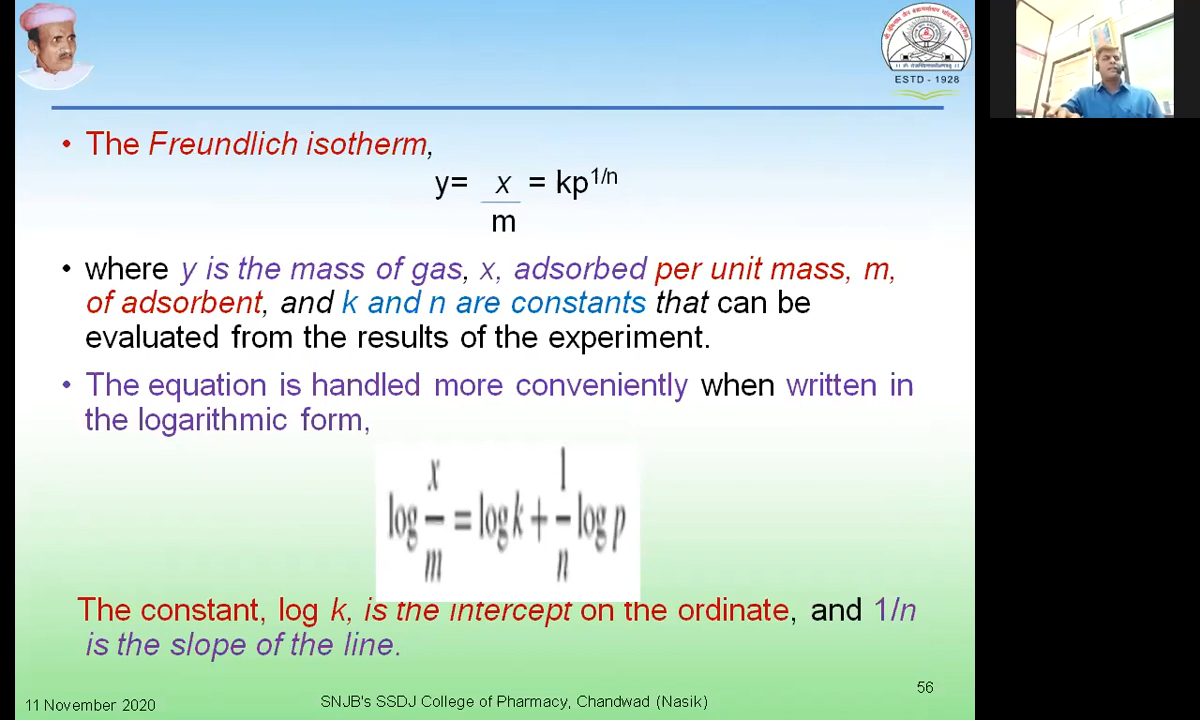 ESTD - 1928
• The Freundlich isotherm,
y= x = kp^1/n
m
• where y is the mass of gas, x, adsorbed per unit mass, m,
of adsorbent, and k and n are constants that can be
evaluated from the results of the experiment.
• The equation is handled more conveniently when written in
the logarithmic form,
log x/m = log k + 1/n log p
The constant, log k, is the intercept on the ordinate, and 1/n
is the slope of the line.
11 November 2020
SNJB's SSDJ College of Pharmacy, Chandwad (Nasik)
56